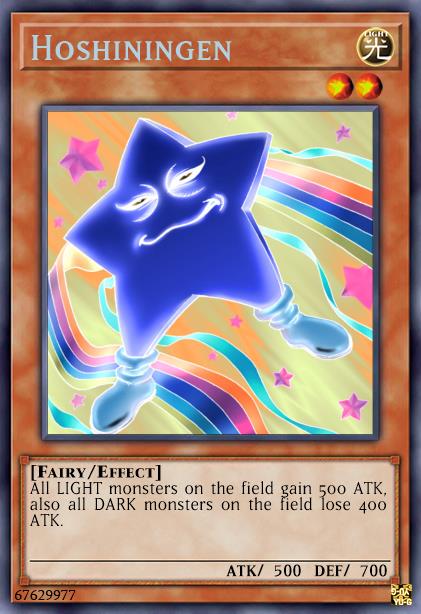 HOSHININGEN
LIGHT
光
[FAIRY/EFFECT]
All LIGHT monsters on the field gain 500 ATK,
also all DARK monsters on the field lose 400
ATK.
ATK/ 500 DEF/ 700
67629977